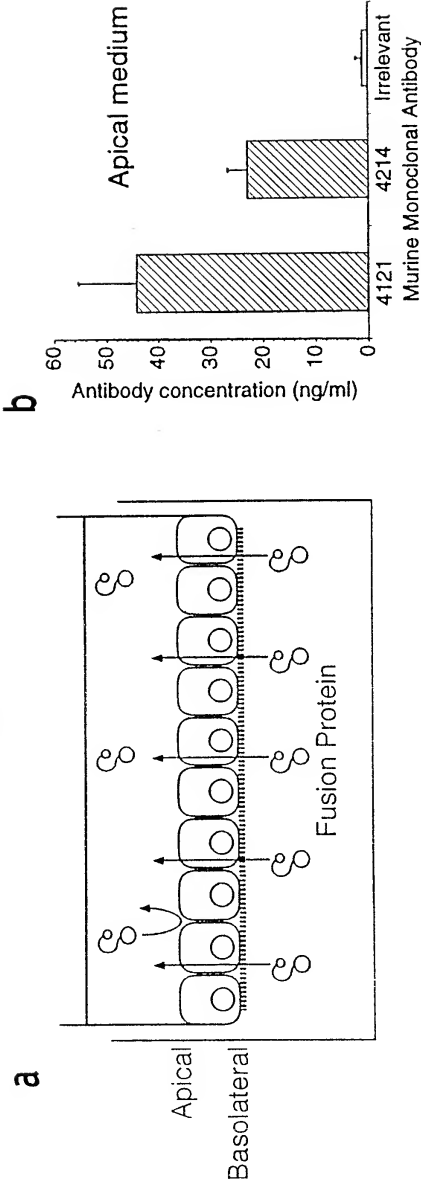 a
Apical
Basolateral
Fusion Protein
b
Apical medium
Antibody concentration (ng/ml)
60
50
40
30
20
10
0
4121
4214
Irrelevant
Murine Monoclonal Antibody